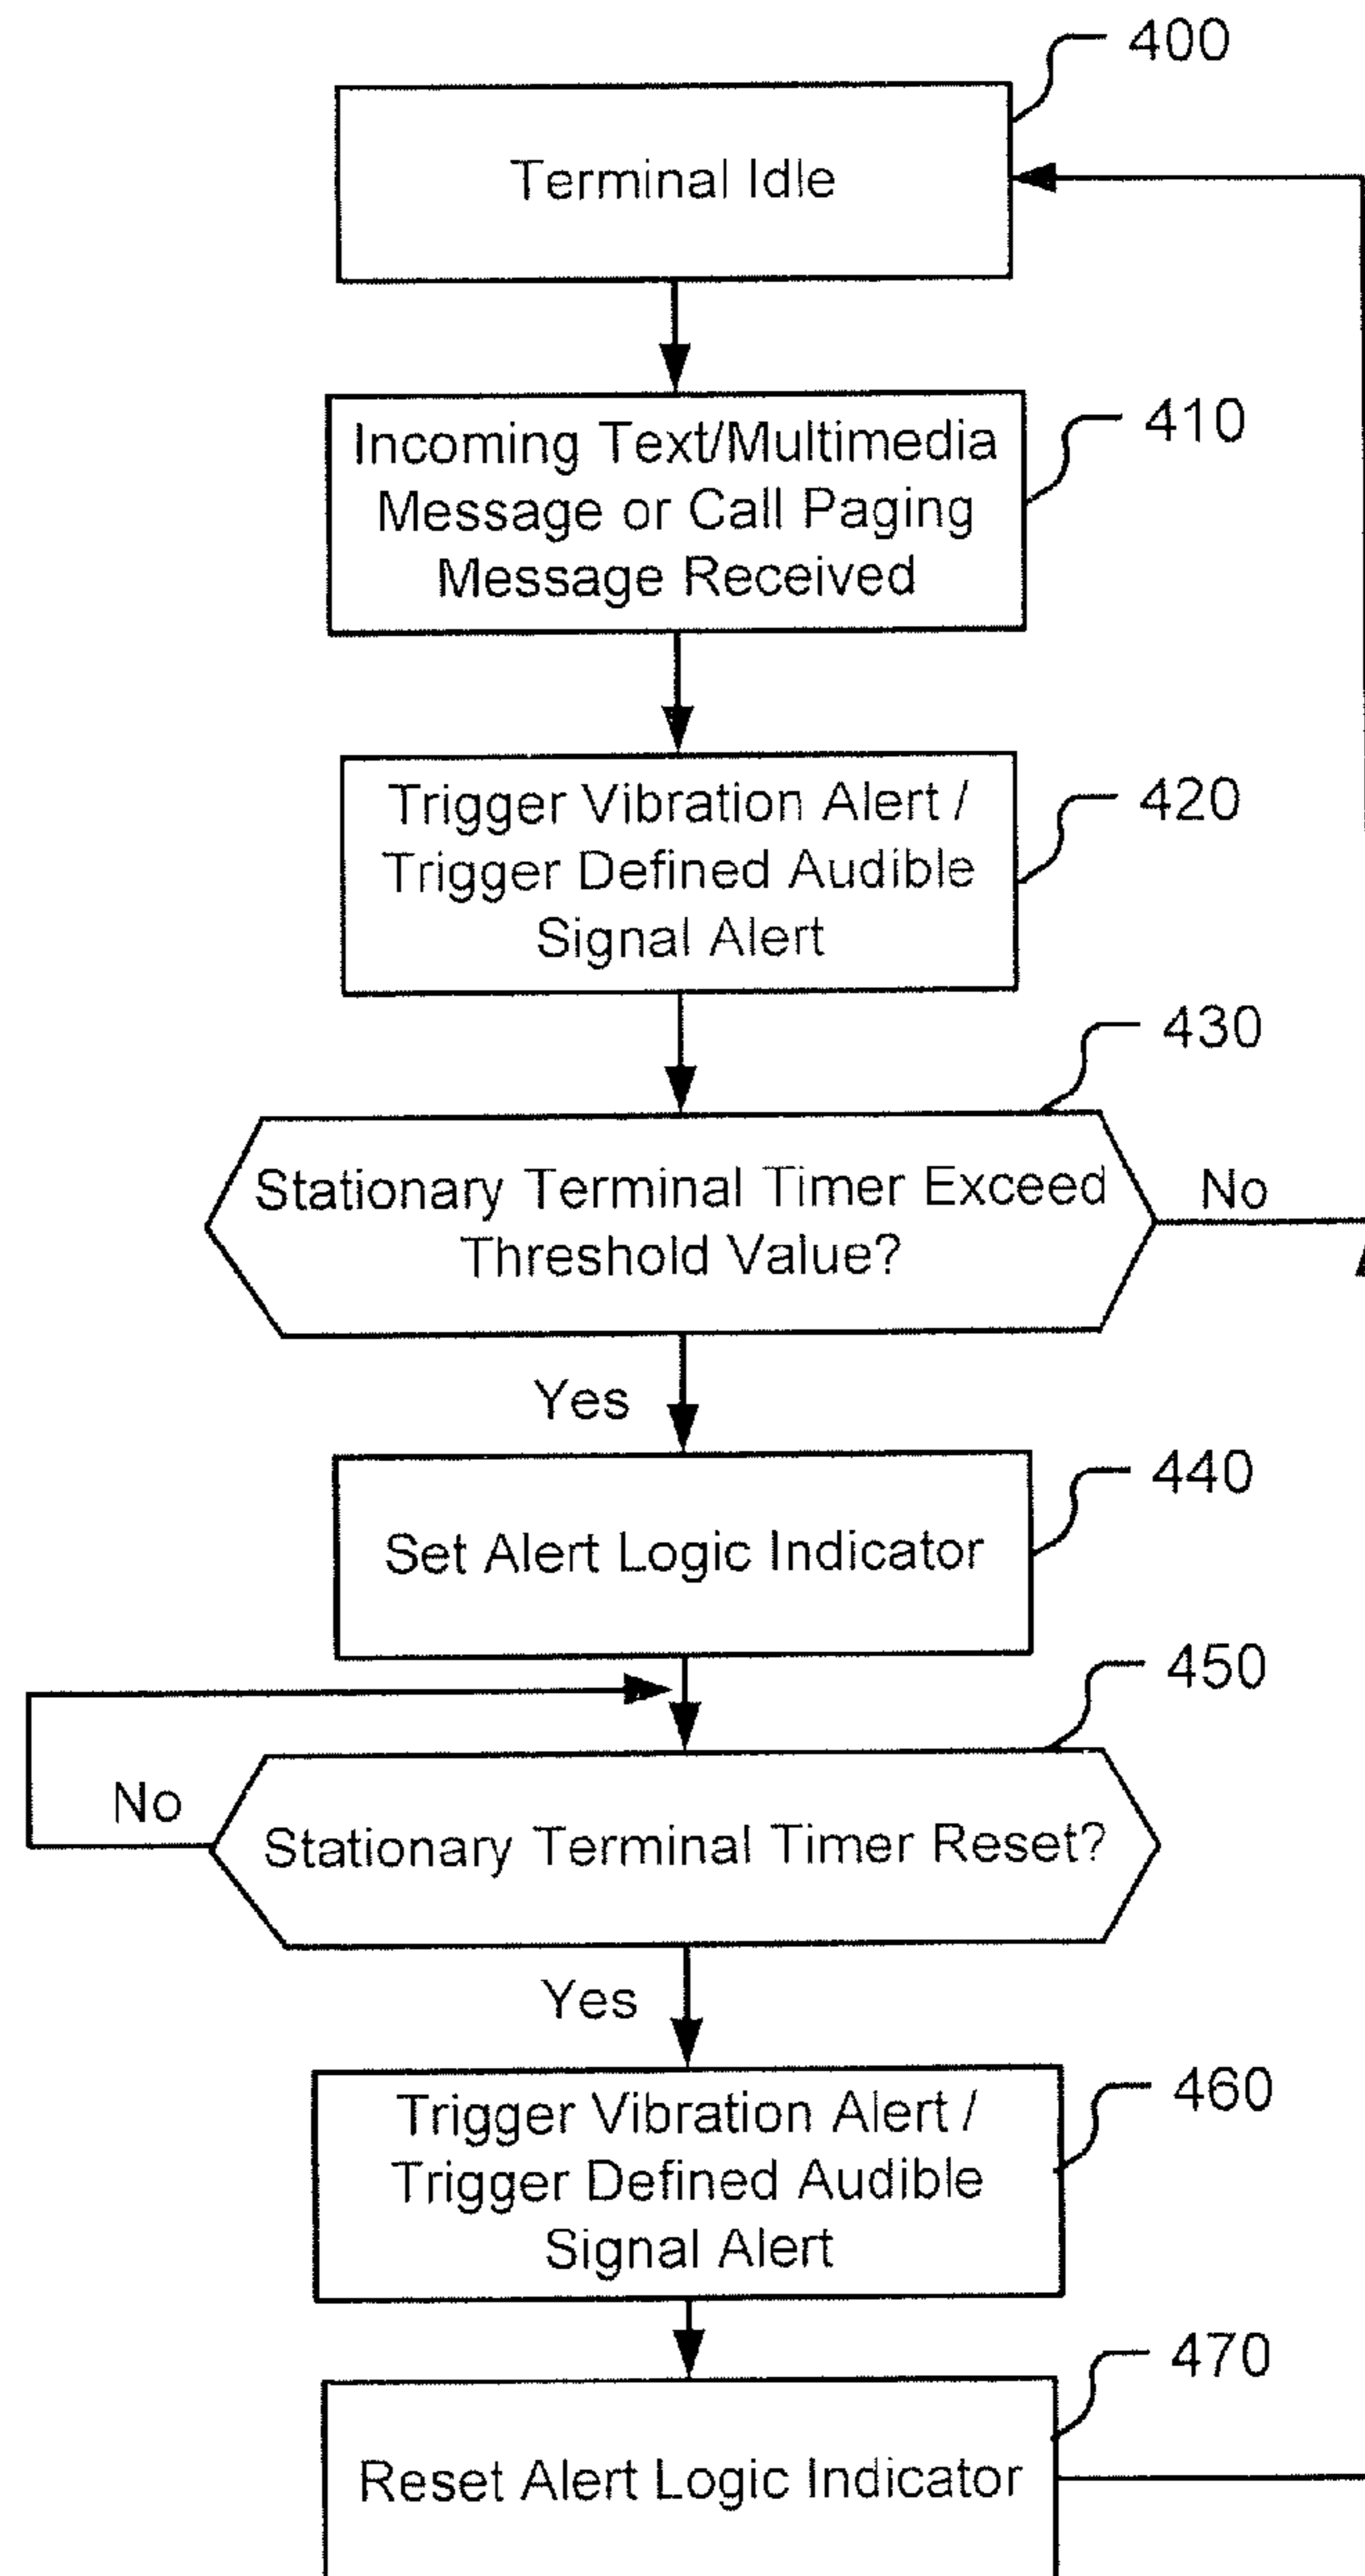 400
Terminal Idle
410
Incoming Text/Multimedia
Message or Call Paging
Message Received
420
Trigger Vibration Alert /
Trigger Defined Audible
Signal Alert
430
Stationary Terminal Timer Exceed
Threshold Value?
No
Yes
440
Set Alert Logic Indicator
450
No
Stationary Terminal Timer Reset?
Yes
460
Trigger Vibration Alert /
Trigger Defined Audible
Signal Alert
470
Reset Alert Logic Indicator